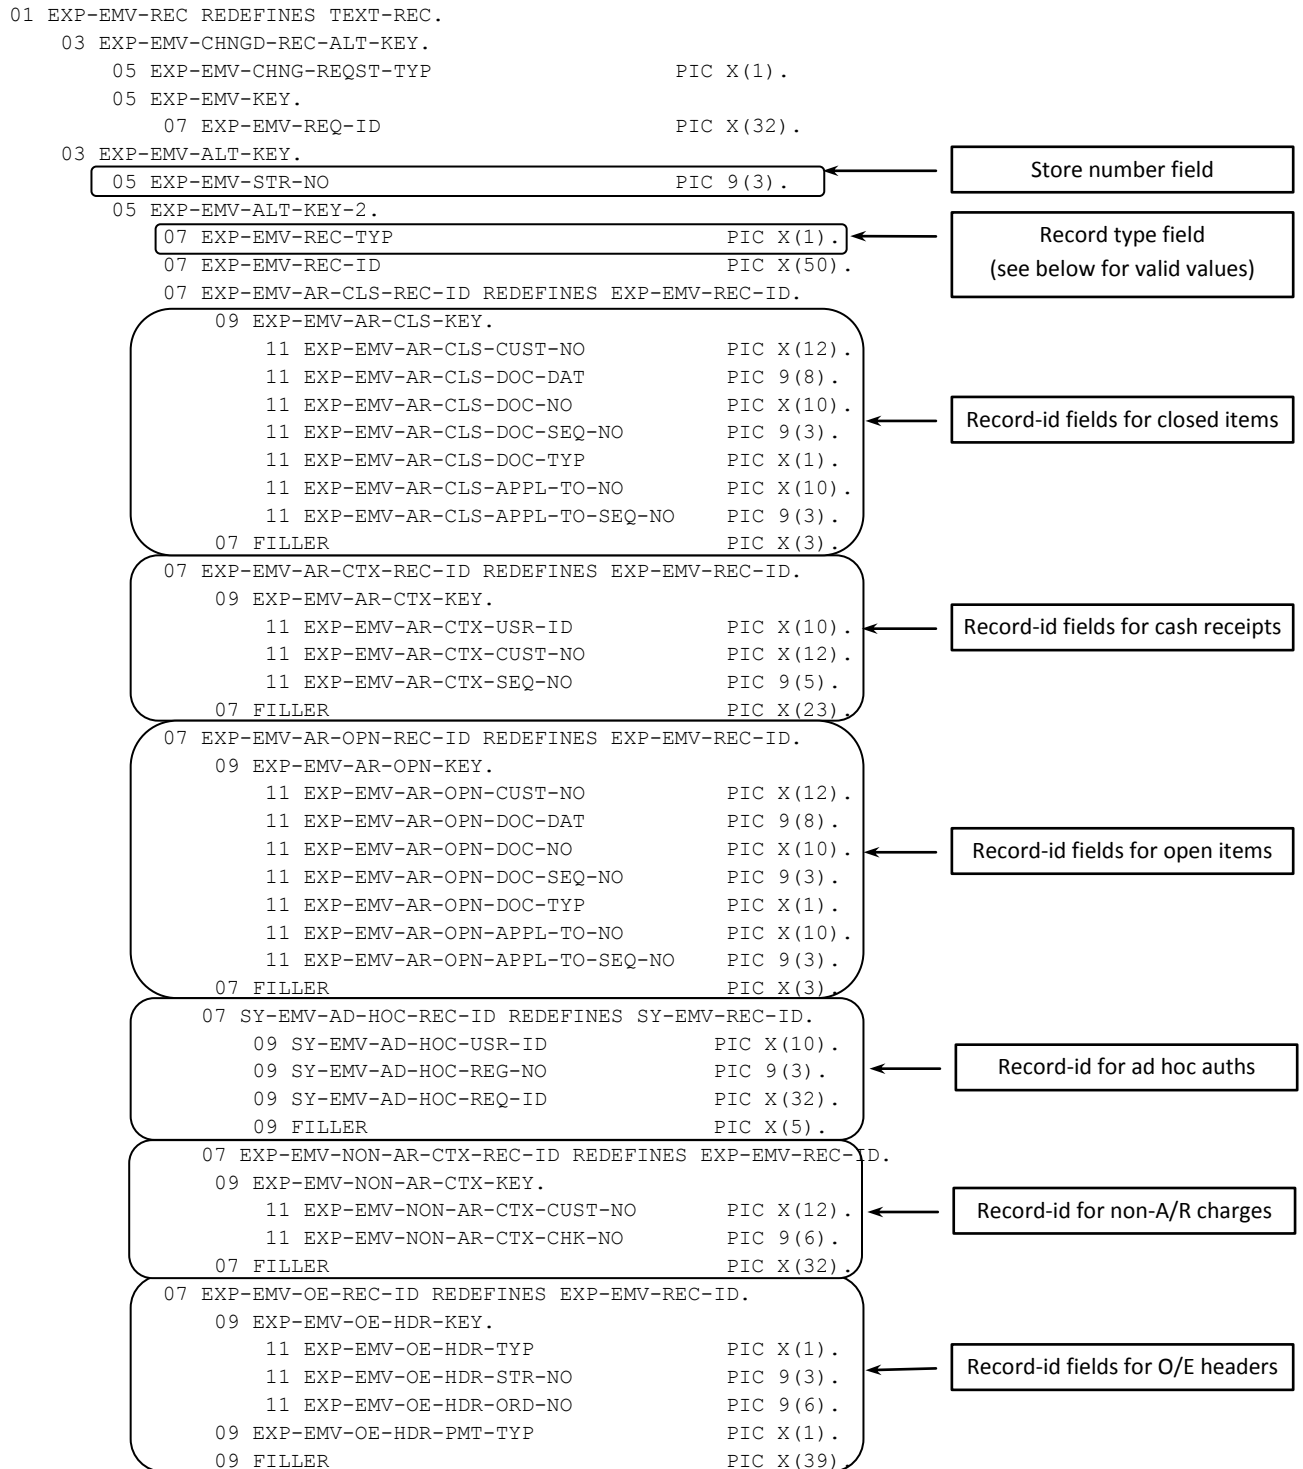 01 EXP-EMV-REC REDEFINES TEXT-REC.
03 EXP-EMV-CHNGD-REC-ALT-KEY.
05 EXP-EMV-CHNG-REQST-TYP PIC X(1).
05 EXP-EMV-KEY.
07 EXP-EMV-REQ-ID PIC X(32).
03 EXP-EMV-ALT-KEY.
05 EXP-EMV-STR-NO PIC 9(3).
Store number field
05 EXP-EMV-ALT-KEY-2.
07 EXP-EMV-REC-TYP PIC X(1).
Record type field
(see below for valid values)
07 EXP-EMV-REC-ID PIC X(50).
07 EXP-EMV-AR-CLS-REC-ID REDEFINES EXP-EMV-REC-ID.
09 EXP-EMV-AR-CLS-KEY.
11 EXP-EMV-AR-CLS-CUST-NO PIC X(12).
11 EXP-EMV-AR-CLS-DOC-DAT PIC 9(8).
11 EXP-EMV-AR-CLS-DOC-NO PIC X(10).
11 EXP-EMV-AR-CLS-DOC-SEQ-NO PIC 9(3).
11 EXP-EMV-AR-CLS-DOC-TYP PIC X(1).
11 EXP-EMV-AR-CLS-APPL-TO-NO PIC X(10).
11 EXP-EMV-AR-CLS-APPL-TO-SEQ-NO PIC 9(3).
07 FILLER PIC X(3).
Record-id fields for closed items
07 EXP-EMV-AR-CTX-REC-ID REDEFINES EXP-EMV-REC-ID.
09 EXP-EMV-AR-CTX-KEY.
11 EXP-EMV-AR-CTX-USR-ID PIC X(10).
11 EXP-EMV-AR-CTX-CUST-NO PIC X(12).
11 EXP-EMV-AR-CTX-SEQ-NO PIC 9(5).
07 FILLER PIC X(23).
Record-id fields for cash receipts
07 EXP-EMV-AR-OPN-REC-ID REDEFINES EXP-EMV-REC-ID.
09 EXP-EMV-AR-OPN-KEY.
11 EXP-EMV-AR-OPN-CUST-NO PIC X(12).
11 EXP-EMV-AR-OPN-DOC-DAT PIC 9(8).
11 EXP-EMV-AR-OPN-DOC-NO PIC X(10).
11 EXP-EMV-AR-OPN-DOC-SEQ-NO PIC 9(3).
11 EXP-EMV-AR-OPN-DOC-TYP PIC X(1).
11 EXP-EMV-AR-OPN-APPL-TO-NO PIC X(10).
11 EXP-EMV-AR-OPN-APPL-TO-SEQ-NO PIC 9(3).
07 FILLER PIC X(3).
Record-id fields for open items
07 SY-EMV-AD-HOC-REC-ID REDEFINES SY-EMV-REC-ID.
09 SY-EMV-AD-HOC-USR-ID PIC X(10).
09 SY-EMV-AD-HOC-REG-NO PIC 9(3).
09 SY-EMV-AD-HOC-REQ-ID PIC X(32).
09 FILLER PIC X(5).
Record-id for ad hoc auths
07 EXP-EMV-NON-AR-CTX-REC-ID REDEFINES EXP-EMV-REC-ID.
09 EXP-EMV-NON-AR-CTX-KEY.
11 EXP-EMV-NON-AR-CTX-CUST-NO PIC X(12).
11 EXP-EMV-NON-AR-CTX-CHK-NO PIC 9(6).
07 FILLER PIC X(32).
Record-id for non-A/R charges
07 EXP-EMV-OE-REC-ID REDEFINES EXP-EMV-REC-ID.
09 EXP-EMV-OE-HDR-KEY.
11 EXP-EMV-OE-HDR-TYP PIC X(1).
11 EXP-EMV-OE-HDR-STR-NO PIC 9(3).
11 EXP-EMV-OE-HDR-ORD-NO PIC 9(6).
09 EXP-EMV-OE-HDR-PMT-TYP PIC X(1).
09 FILLER PIC X(39).
Record-id fields for O/E headers